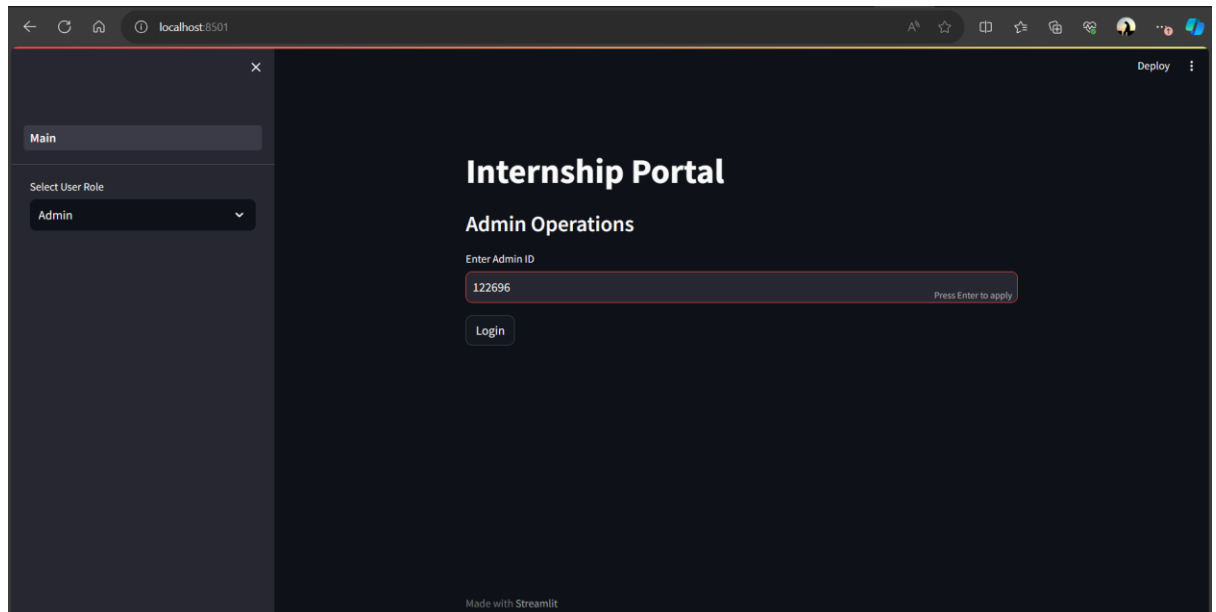 localhost:8501
Deploy
Main
Select User Role
Admin
Internship Portal
Admin Operations
Enter Admin ID
122696
Press Enter to apply
Login
Made with Streamlit